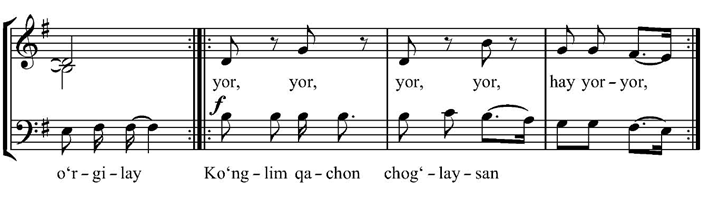 yor, yor, yor, yor, hay yor – yor,
f
o‘r – gi – lay Ko‘ng – lim qa – chon chog‘ – lay – san